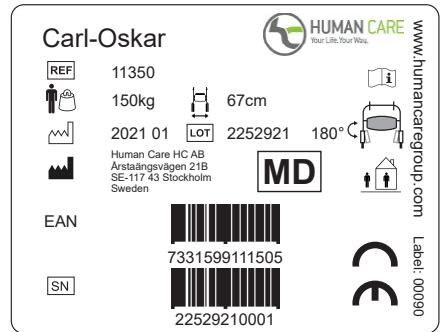 Carl-Oskar
HUMAN CARE
Your Life.Your Way.
www.humancaregroup.com
REF 11350
i
150kg 67cm
2021 01 LOT 2252921 180°
Human Care HC AB
Årstaängsvägen 21B
SE-117 43 Stockholm
Sweden
MD
EAN
7331599111505
Label: 00090
SN
22529210001
CE